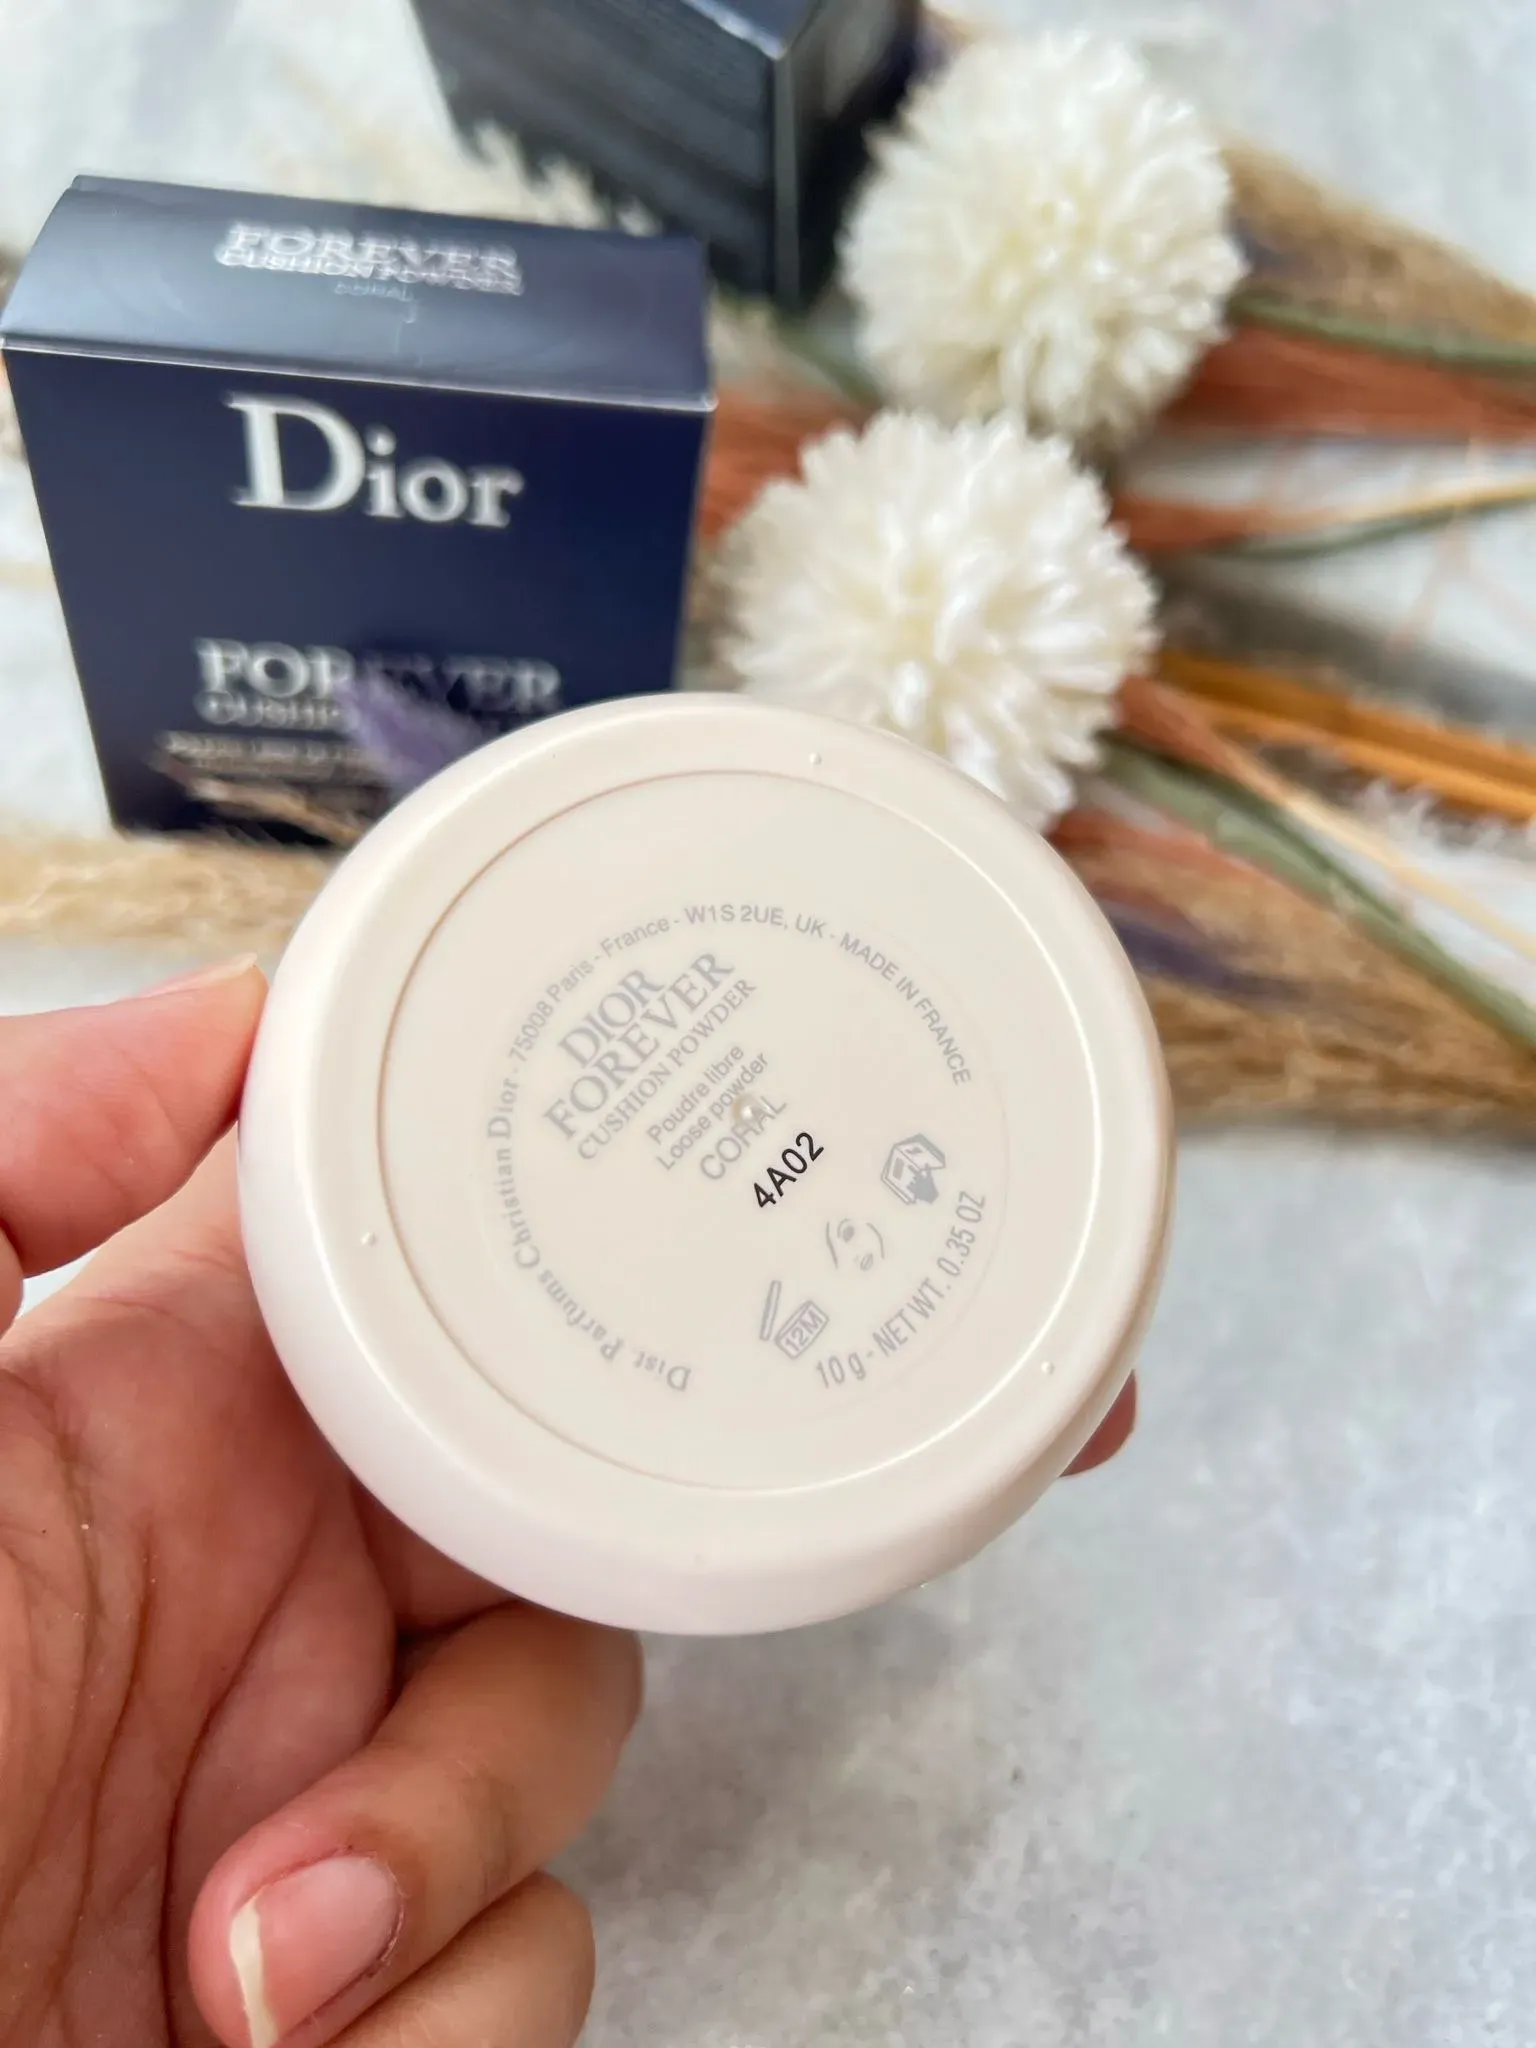 FOREVER
CUSHION POWDER
CORAL
Dior
FOREVER
Dist. Parfums Christian Dior - 75008 Paris - France - W1S 2UE, UK - MADE IN FRANCE
DIOR
FOREVER
CUSHION POWDER
Poudre libre
Loose powder
CORAL
4A02
12M
10 g - NET WT. 0.35 OZ